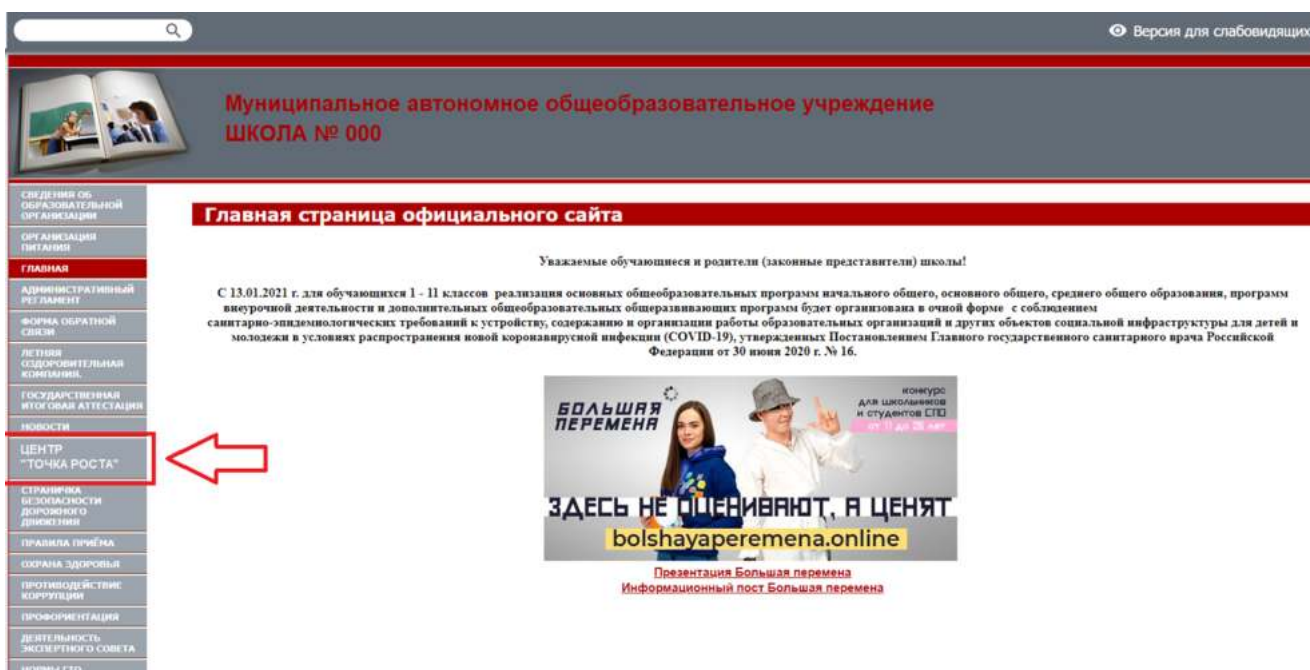 Версия для слабовидящих
Муниципальное автономное общеобразовательное учреждение
ШКОЛА № 000
СВЕДЕНИЯ ОБ
ОБРАЗОВАТЕЛЬНОЙ
ОРГАНИЗАЦИИ
ОРГАНИЗАЦИЯ
ПИТАНИЯ
ГЛАВНАЯ
АДМИНИСТРАТИВНЫЙ
РЕГЛАМЕНТ
ФОРМА ОБРАТНОЙ
СВЯЗИ
ЛЕТНЯЯ
ОЗДОРОВИТЕЛЬНАЯ
КОМПАНИЯ.
ГОСУДАРСТВЕННАЯ
ИТОГОВАЯ АТТЕСТАЦИЯ
НОВОСТИ
ЦЕНТР
"ТОЧКА РОСТА"
СТРАНИЧКА
БЕЗОПАСНОСТИ
ДОРОЖНОГО
ДВИЖЕНИЯ
ПРАВИЛА ПРИЁМА
ОХРАНА ЗДОРОВЬЯ
ПРОТИВОДЕЙСТВИЕ
КОРРУПЦИИ
ПРОФОРИЕНТАЦИЯ
ДЕЯТЕЛЬНОСТЬ
ЭКСПЕРТНОГО СОВЕТА
НОРМЫ ГТО
Главная страница официального сайта
Уважаемые обучающиеся и родители (законные представители) школы!
С 13.01.2021 г. для обучающихся 1 - 11 классов реализация основных общеобразовательных программ начального общего, основного общего, среднего общего образования, программ
внеурочной деятельности и дополнительных общеобразовательных общеразвивающих программ будет организована в очной форме с соблюдением
санитарно-эпидемиологических требований к устройству, содержанию и организации работы образовательных организаций и других объектов социальной инфраструктуры для детей и
молодежи в условиях распространения новой коронавирусной инфекции (COVID-19), утвержденных Постановлением Главного государственного санитарного врача Российской
Федерации от 30 июня 2020 г. № 16.
БОЛЬШАЯ
ПЕРЕМЕНА
конкурс
для школьников
и студентов СПО
ЗДЕСЬ НЕ ОЦЕНИВАЮТ, А ЦЕНЯТ
bolshayaperemena.online
Презентация Большая перемена
Информационный пост Большая перемена